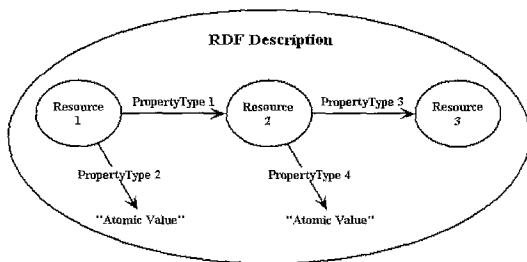 RDF Description
Resource
1
PropertyType 1
Resource
2
PropertyType 3
Resource
3
PropertyType 2
PropertyType 4
"Atomic Value"
"Atomic Value"